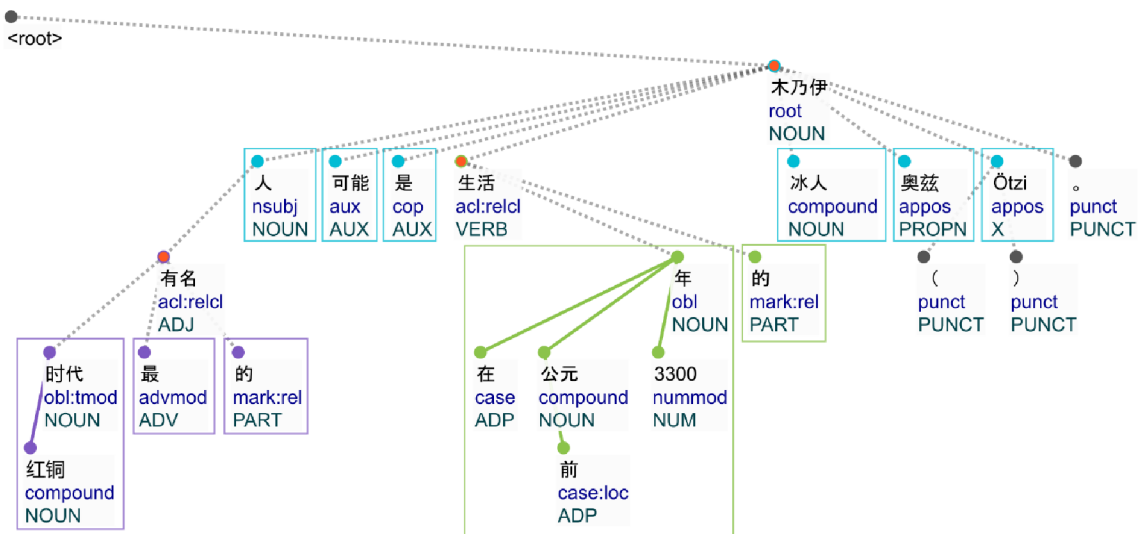 <root>
木乃伊
root
NOUN
人 可能 是 生活 冰人 奥兹 Ötzi 。
nsubj aux cop acl:relcl compound appos appos punct
NOUN AUX AUX VERB NOUN PROPN X PUNCT
有名 年 的 （ ）
acl:relcl obl mark:rel punct punct
ADJ NOUN PART PUNCT PUNCT
时代 最 的 在 公元 3300
obl:tmod advmod mark:rel case compound nummod
NOUN ADV PART ADP NOUN NUM
红铜 前
compound case:loc
NOUN ADP